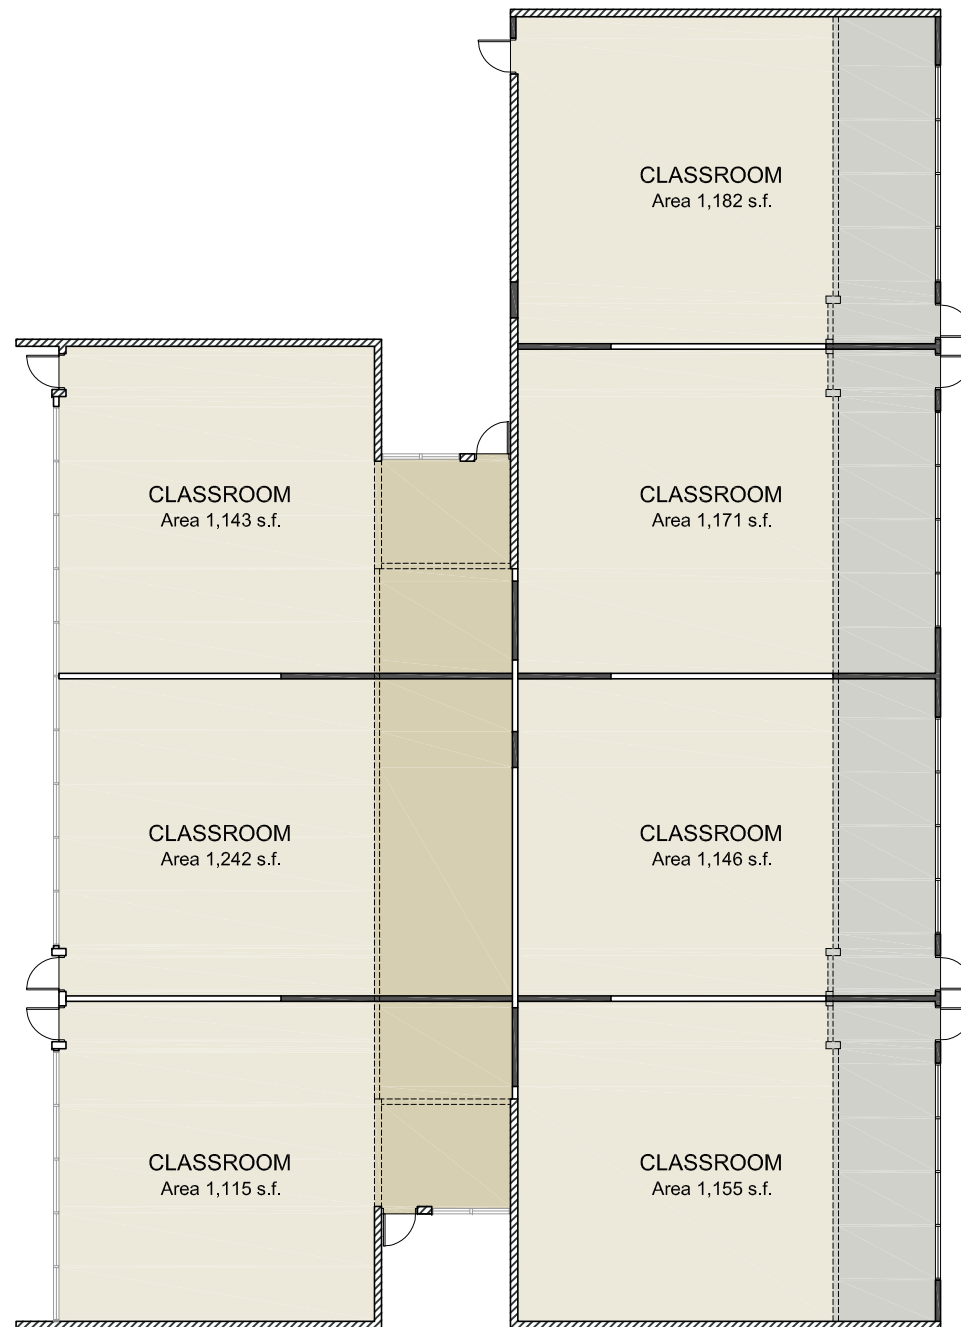 CLASSROOM
Area 1,182 s.f.
CLASSROOM
Area 1,143 s.f.
CLASSROOM
Area 1,171 s.f.
CLASSROOM
Area 1,242 s.f.
CLASSROOM
Area 1,146 s.f.
CLASSROOM
Area 1,115 s.f.
CLASSROOM
Area 1,155 s.f.